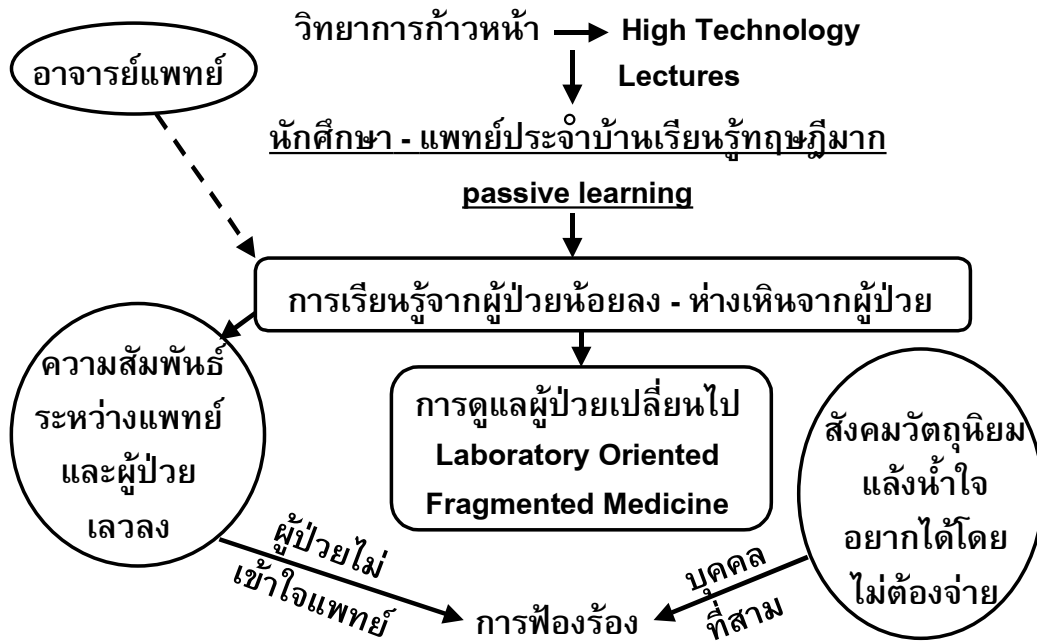 วิทยาการก้าวหน้า High Technology
Lectures
อาจารย์แพทย์
นักศึกษา - แพทย์ประจำบ้านเรียนรู้ทฤษฎีมาก
passive learning
การเรียนรู้จากผู้ป่วยน้อยลง - ห่างเหินจากผู้ป่วย
ความสัมพันธ์
ระหว่างแพทย์
และผู้ป่วย
เลวลง
การดูแลผู้ป่วยเปลี่ยนไป
Laboratory Oriented
Fragmented Medicine
สังคมวัตถุนิยม
แล้งน้ำใจ
อยากได้โดย
ไม่ต้องจ่าย
ผู้ป่วยไม่
เข้าใจแพทย์
บุคคล
ที่สาม
การฟ้องร้อง